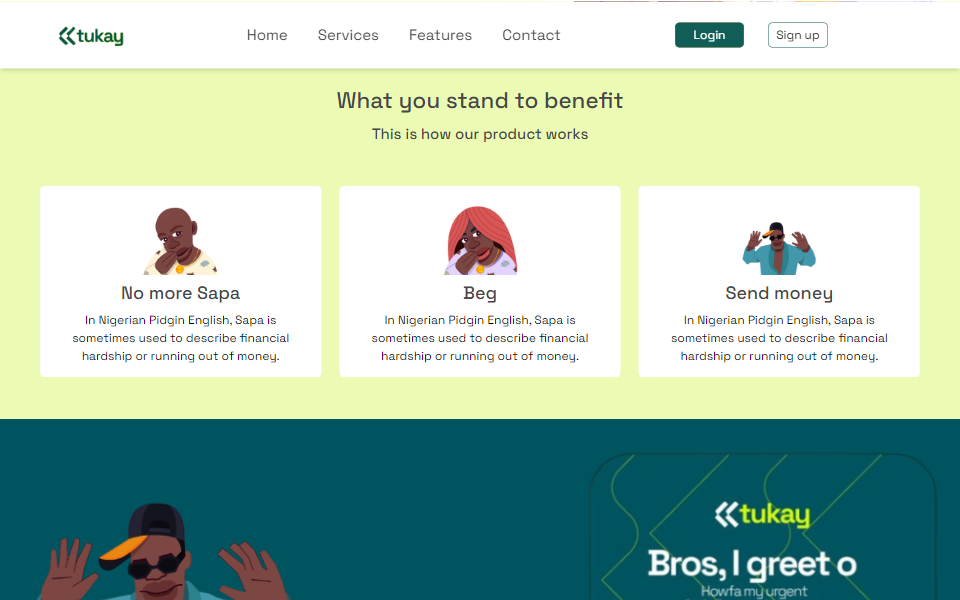 tukay
Home Services Features Contact
Login Sign up
What you stand to benefit
This is how our product works
No more Sapa
In Nigerian Pidgin English, Sapa is
sometimes used to describe financial
hardship or running out of money.
Beg
In Nigerian Pidgin English, Sapa is
sometimes used to describe financial
hardship or running out of money.
Send money
In Nigerian Pidgin English, Sapa is
sometimes used to describe financial
hardship or running out of money.
tukay
Bros, I greet o
Howfa my urgent